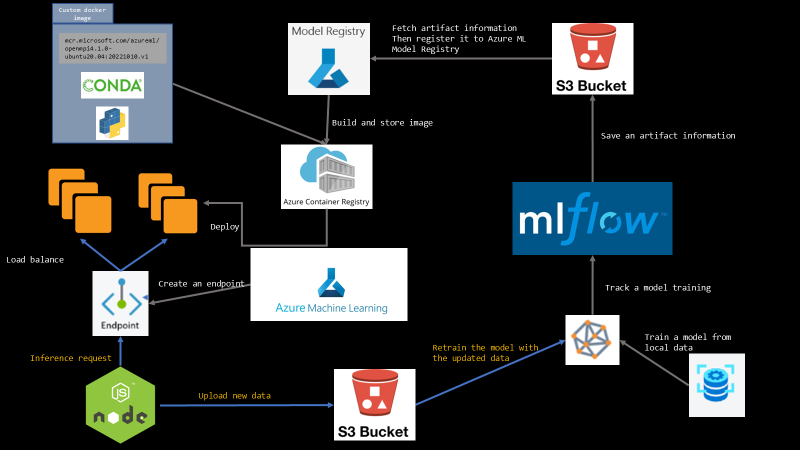 Custom docker
image
mcr.microsoft.com/azureml/
openmpi4.1.0-
ubuntu20.04:20221010.v1
CONDA
Model Registry
Fetch artifact information
Then register it to Azure ML
Model Registry
S3 Bucket
Build and store image
Save an artifact information
Azure Container Registry
mlflow™
Deploy
Load balance
Create an endpoint
Azure Machine Learning
Endpoint
Track a model training
Inference request
Retrain the model with
the updated data
Train a model from
local data
JS
node
Upload new data
S3 Bucket